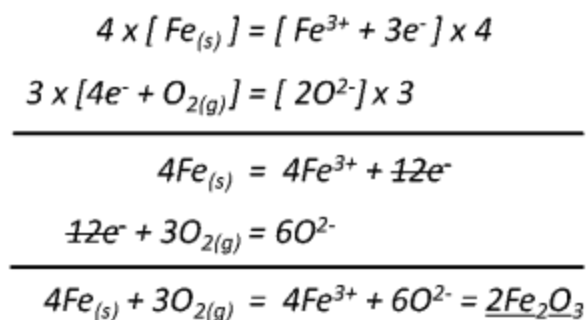 4 x [ Fe(s) ] = [ Fe³⁺ + 3e⁻ ] x 4
3 x [4e⁻ + O₂(g)] = [ 2O²⁻] x 3
4Fe(s) = 4Fe³⁺ + 12e⁻
12e⁻ + 3O₂(g) = 6O²⁻
4Fe(s) + 3O₂(g) = 4Fe³⁺ + 6O²⁻ = 2Fe₂O₃